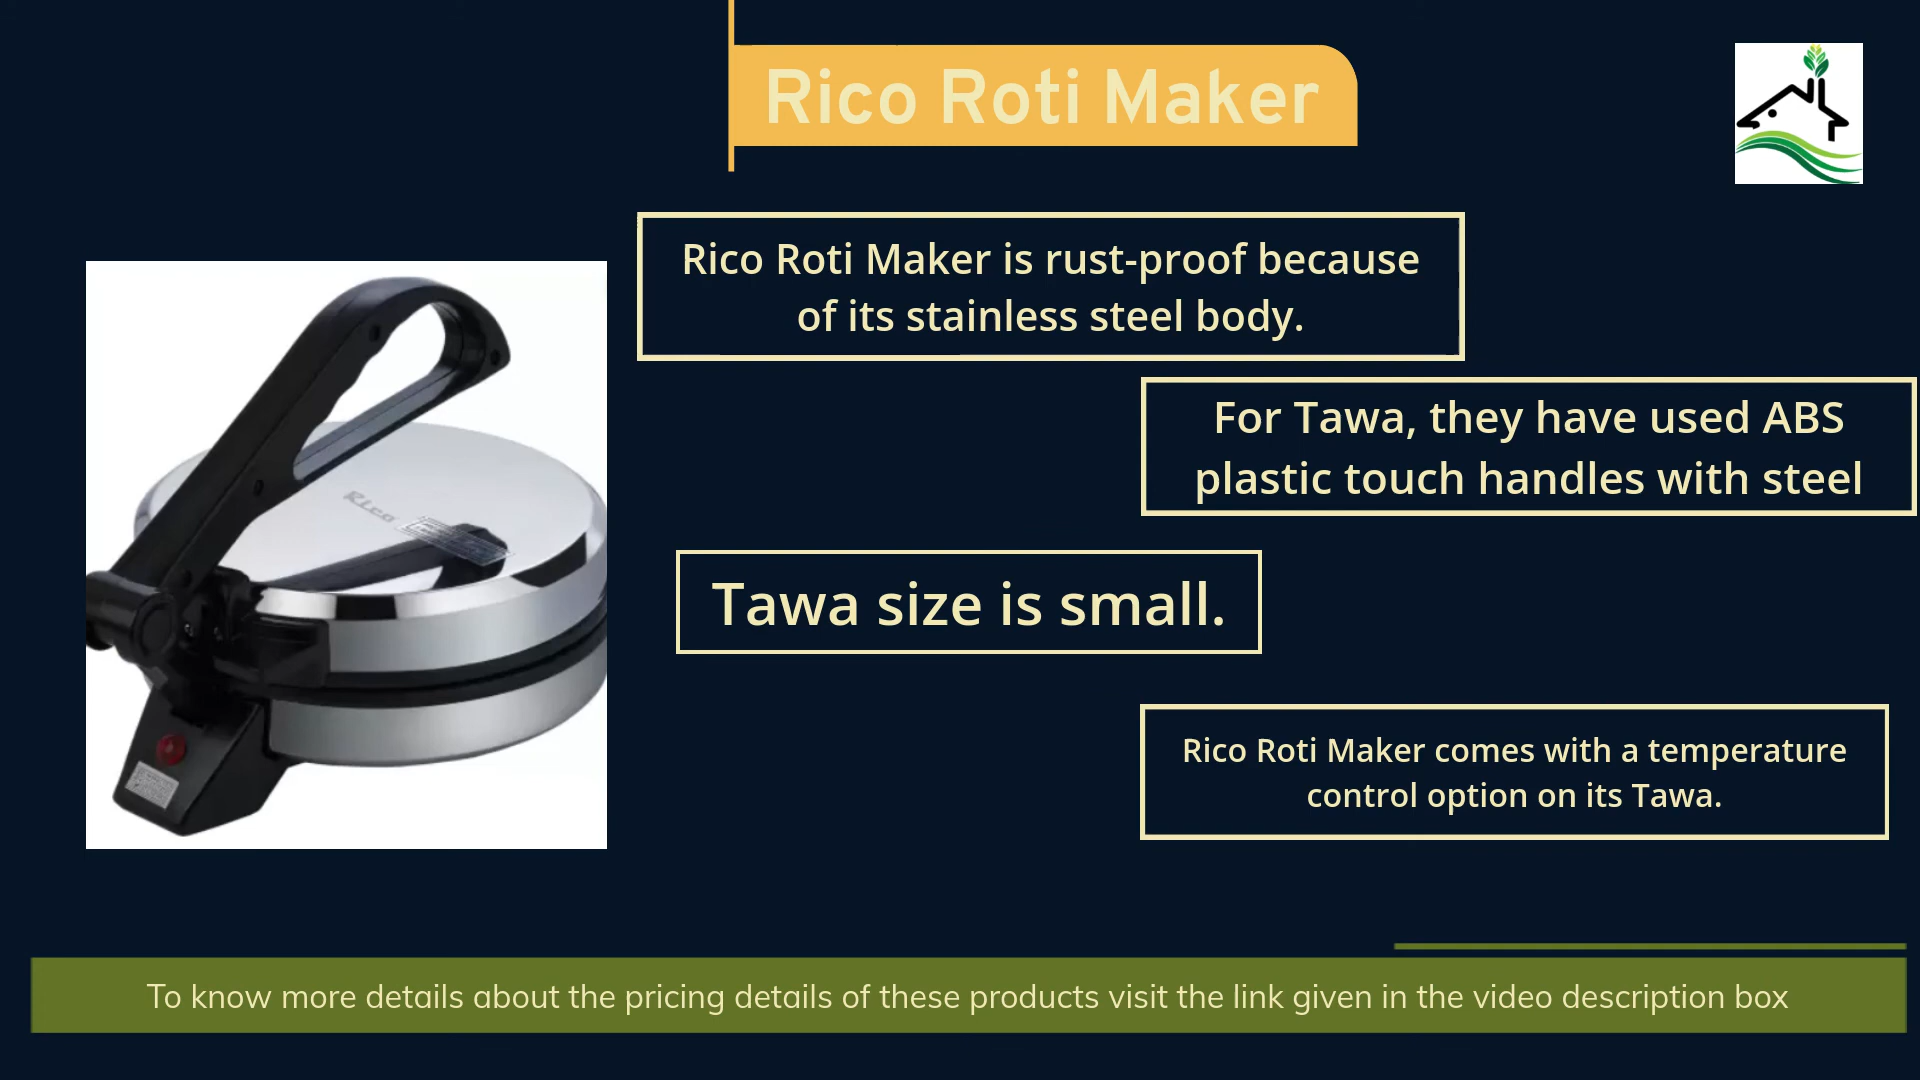 Rico Roti Maker
Rico Roti Maker is rust-proof because
of its stainless steel body.
For Tawa, they have used ABS
plastic touch handles with steel
Rico
Tawa size is small.
Rico Roti Maker comes with a temperature
control option on its Tawa.
To know more details about the pricing details of these products visit the link given in the video description box